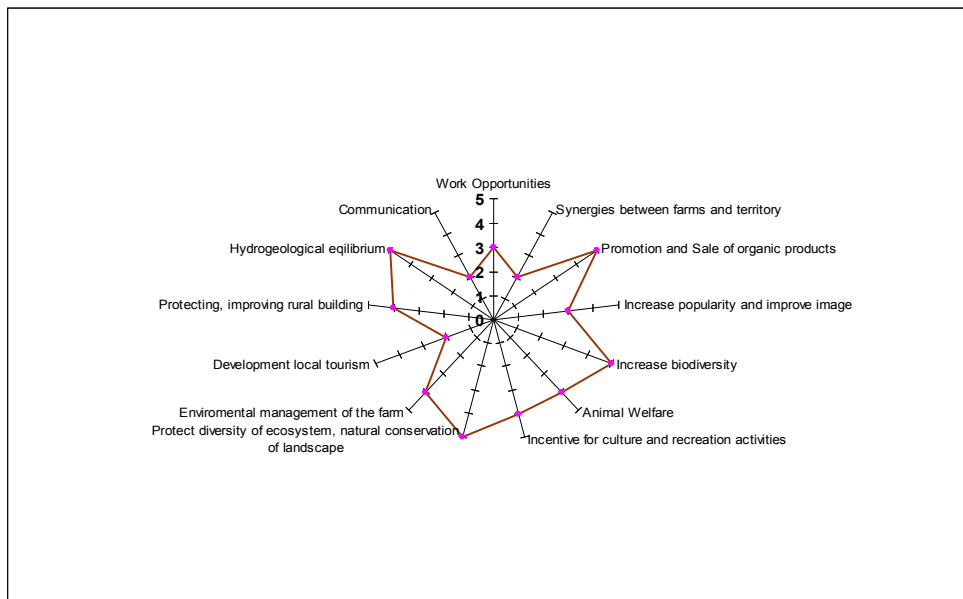 Work Opportunities
5
Communication
Synergies between farms and territory
4
Hydrogeological eqilibrium
3
Promotion and Sale of organic products
2
Protecting, improving rural building
1
Increase popularity and improve image
0
Development local tourism
Increase biodiversity
Enviromental management of the farm
Animal Welfare
Protect diversity of ecosystem, natural conservation
of landscape
Incentive for culture and recreation activities